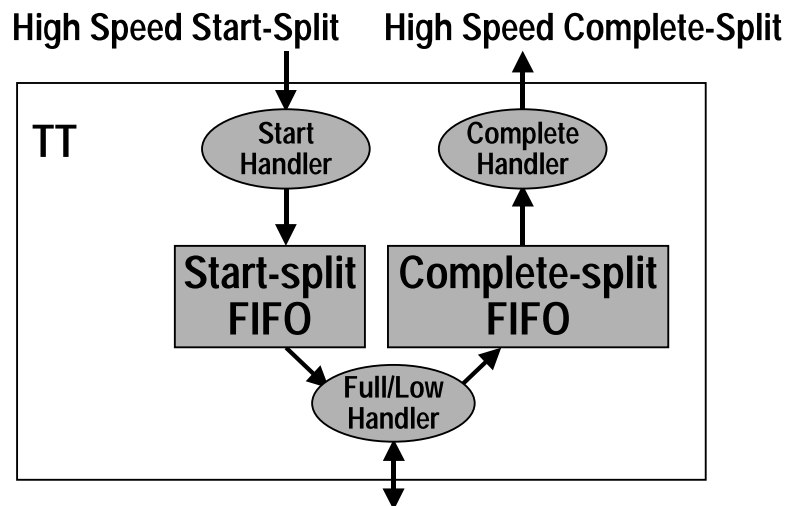 High Speed Start-Split
High Speed Complete-Split
TT
Start
Handler
Complete
Handler
Start-split
FIFO
Complete-split
FIFO
Full/Low
Handler